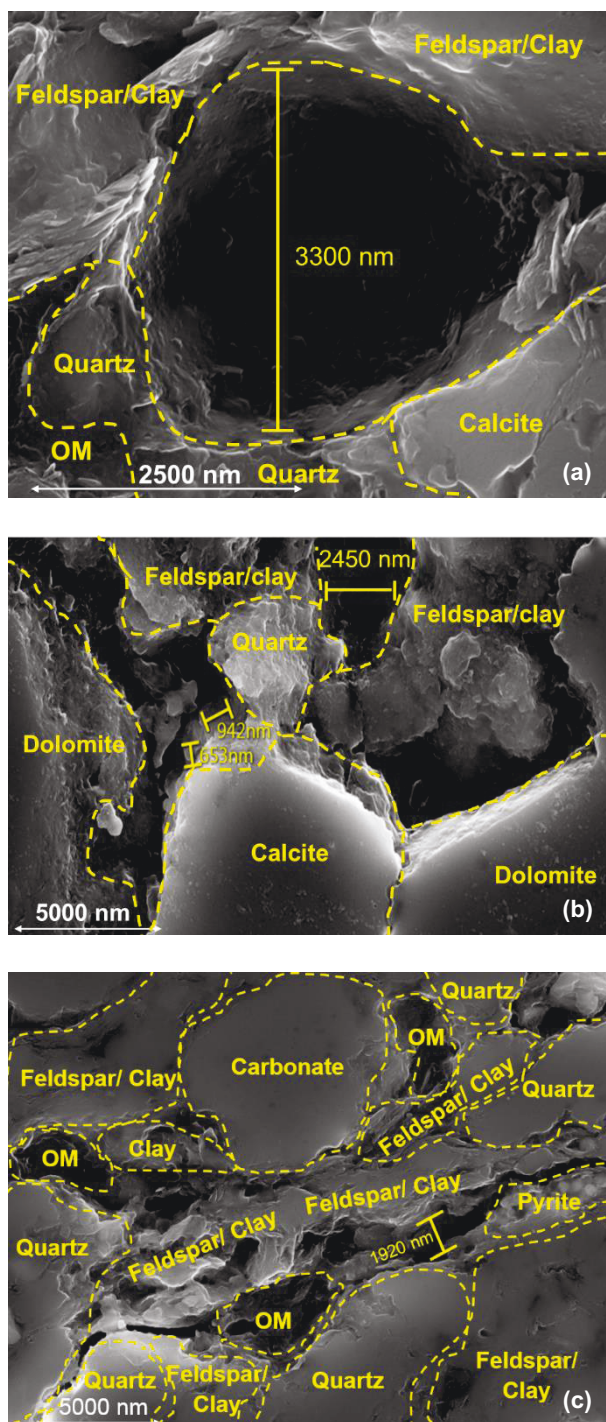 Feldspar/Clay
Feldspar/Clay
3300 nm
Quartz
Calcite
OM
2500 nm
Quartz
(a)
2450 nm
Feldspar/clay
Feldspar/clay
Quartz
942nm
Dolomite
653nm
Calcite
Dolomite
5000 nm
(b)
Quartz
OM
Carbonate
Feldspar/ Clay
Feldspar/ Clay
Quartz
Clay
OM
Feldspar/ Clay
Pyrite
Feldspar/ Clay
Quartz
1920 nm
OM
Quartz
Feldspar/
Clay
Quartz
Feldspar/
Clay
5000 nm
(c)